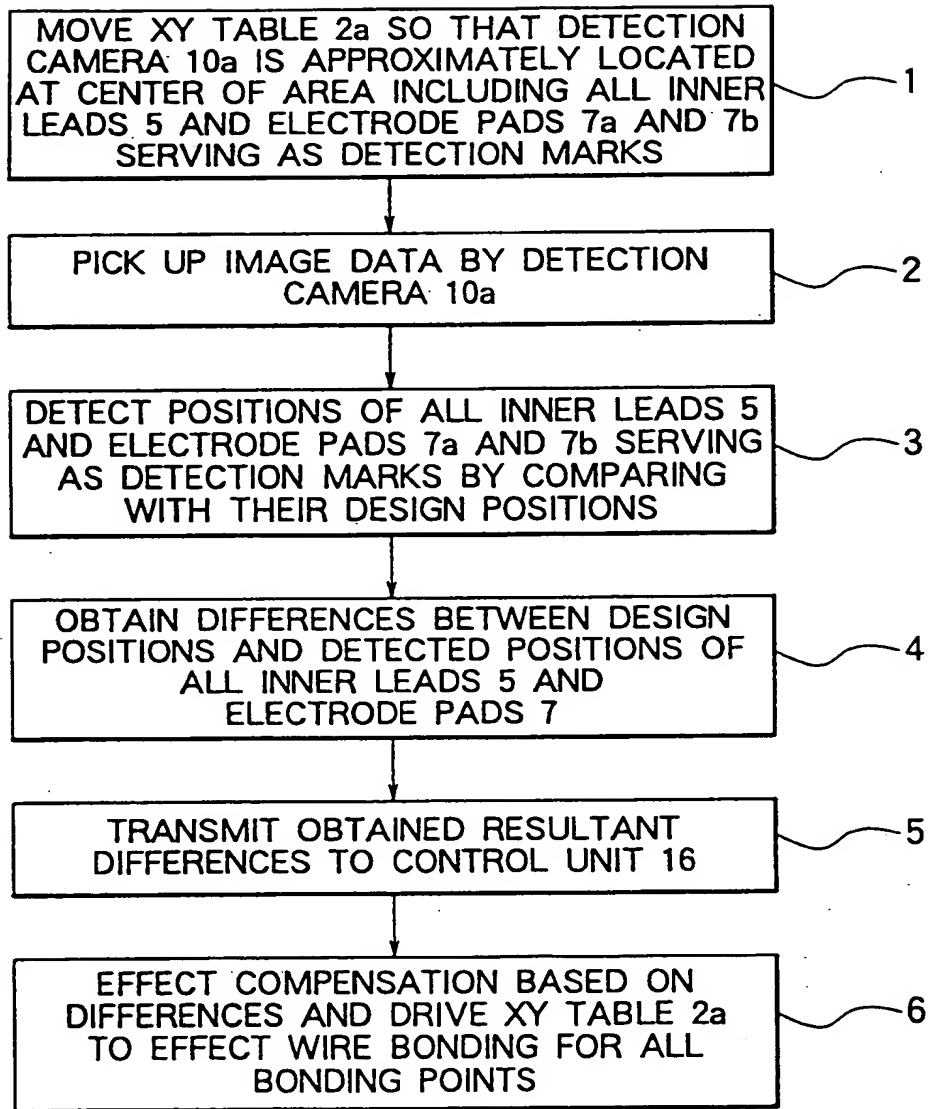 MOVE XY TABLE 2a SO THAT DETECTION
CAMERA 10a IS APPROXIMATELY LOCATED
AT CENTER OF AREA INCLUDING ALL INNER
LEADS 5 AND ELECTRODE PADS 7a AND 7b
SERVING AS DETECTION MARKS
1
PICK UP IMAGE DATA BY DETECTION
CAMERA 10a
2
DETECT POSITIONS OF ALL INNER LEADS 5
AND ELECTRODE PADS 7a AND 7b SERVING
AS DETECTION MARKS BY COMPARING
WITH THEIR DESIGN POSITIONS
3
OBTAIN DIFFERENCES BETWEEN DESIGN
POSITIONS AND DETECTED POSITIONS OF
ALL INNER LEADS 5 AND
ELECTRODE PADS 7
4
TRANSMIT OBTAINED RESULTANT
DIFFERENCES TO CONTROL UNIT 16
5
EFFECT COMPENSATION BASED ON
DIFFERENCES AND DRIVE XY TABLE 2a
TO EFFECT WIRE BONDING FOR ALL
BONDING POINTS
6